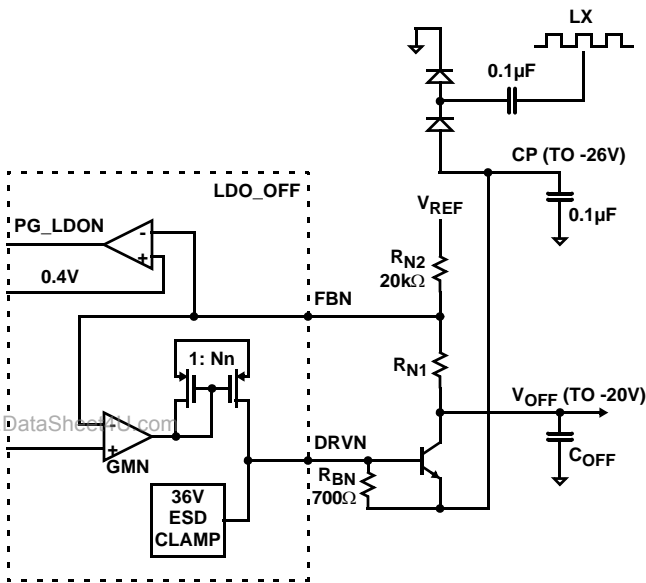 LX
0.1µF
CP (TO -26V)
LDO_OFF
VREF
0.1µF
PG_LDON
-
+
RN2
20kΩ
0.4V
FBN
1: Nn
RN1
VOFF (TO -20V)
DataSheet4U.com
-
+
GMN
DRVN
COFF
RBN
700Ω
36V
ESD
CLAMP